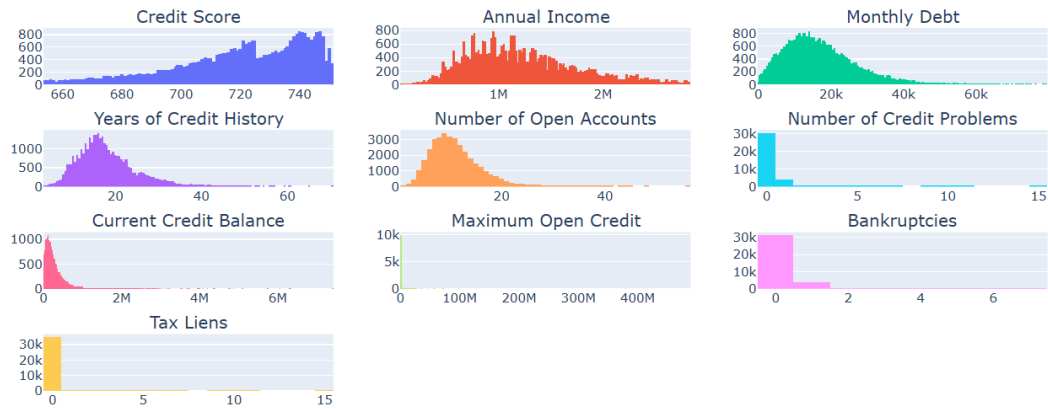 Credit Score
Annual Income
Monthly Debt
800
600
400
200
0
660
680
700
720
740
800
600
400
200
0
1M
2M
800
600
400
200
0
0
20k
40k
60k
Years of Credit History
Number of Open Accounts
Number of Credit Problems
1000
500
0
20
40
60
3000
2000
1000
0
20
40
30k
20k
10k
0
0
5
10
15
Current Credit Balance
Maximum Open Credit
Bankruptcies
1000
500
0
0
2M
4M
6M
10k
5k
0
0
100M
200M
300M
400M
30k
20k
10k
0
0
2
4
6
Tax Liens
30k
20k
10k
0
0
5
10
15